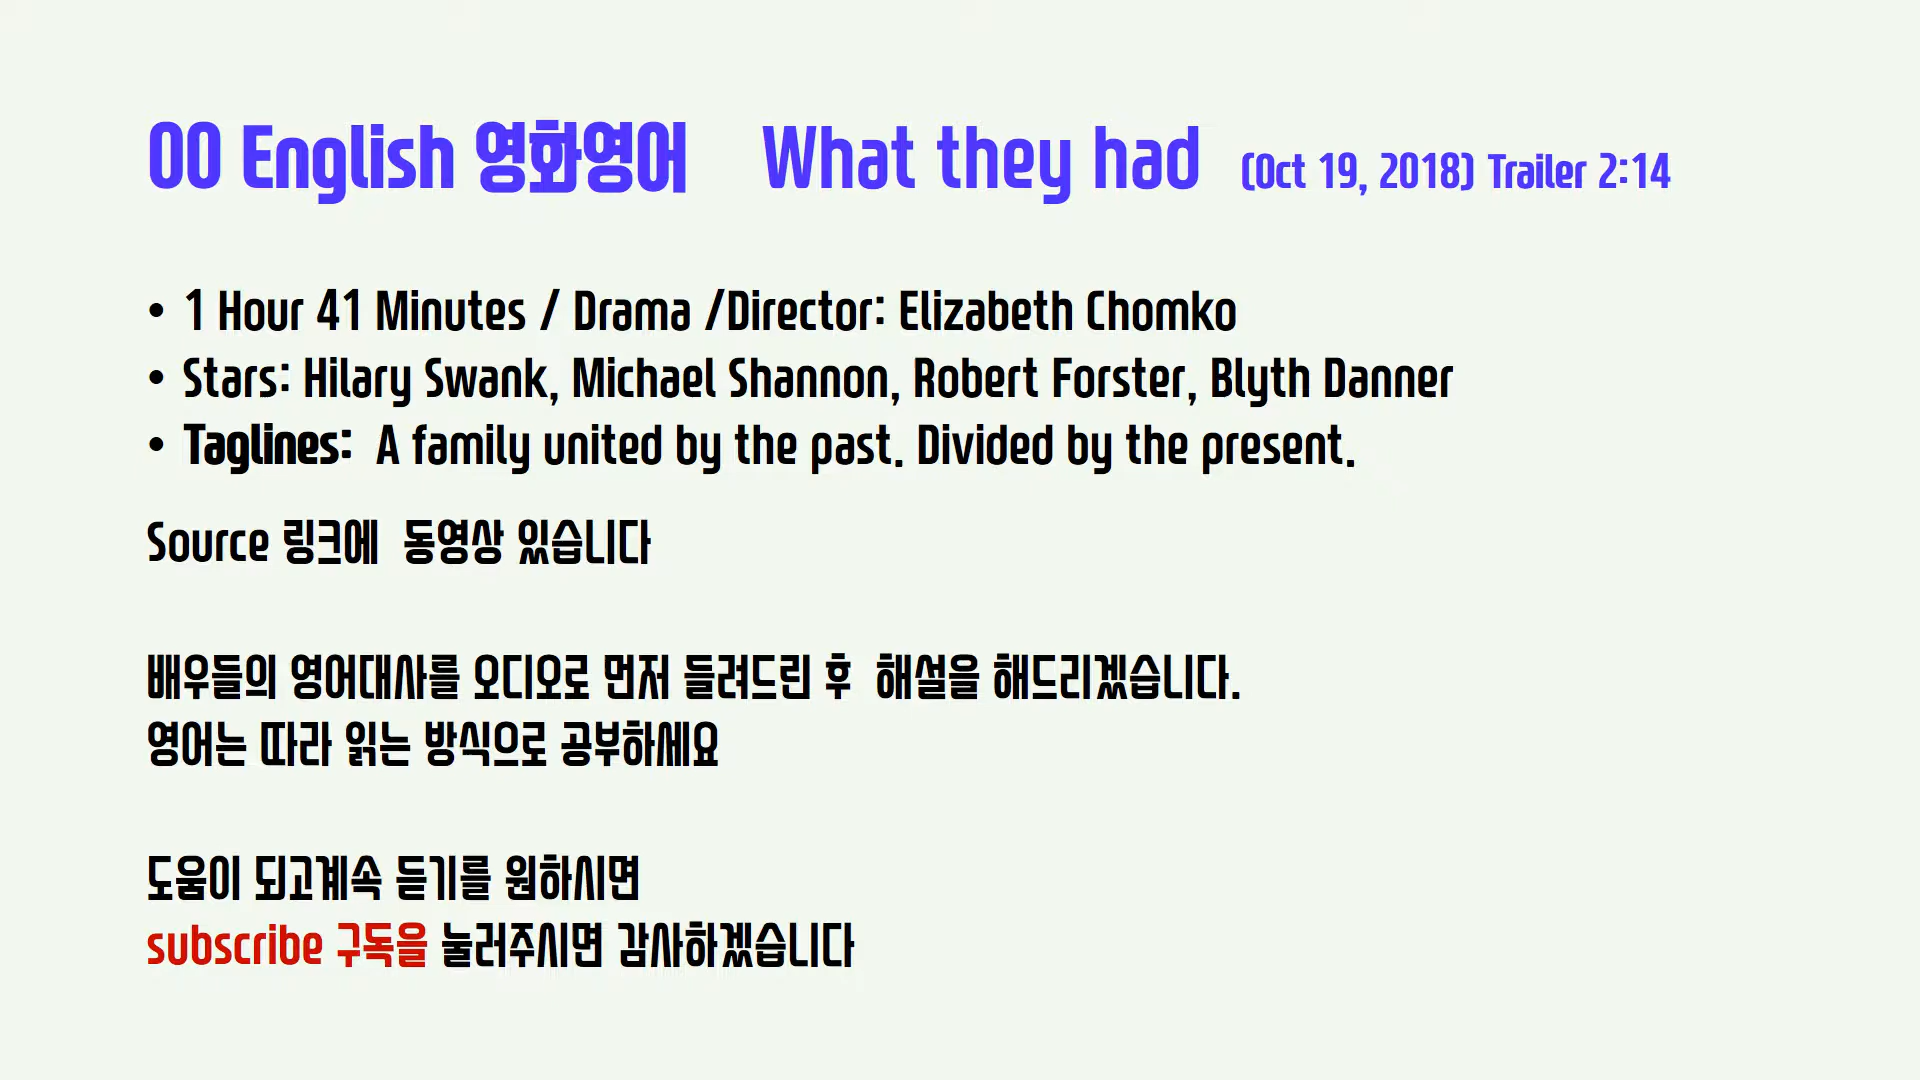 OO English 영화영어 What they had (Oct 19, 2018) Trailer 2:14
• 1 Hour 41 Minutes / Drama /Director: Elizabeth Chomko
• Stars: Hilary Swank, Michael Shannon, Robert Forster, Blyth Danner
• Taglines: A family united by the past. Divided by the present.
Source 링크에 동영상 있습니다
배우들의 영어대사를 오디오로 먼저 들려드린 후 해설을 해드리겠습니다.
영어는 따라 읽는 방식으로 공부하세요
도움이 되고계속 듣기를 원하시면
subscribe 구독을 눌러주시면 감사하겠습니다